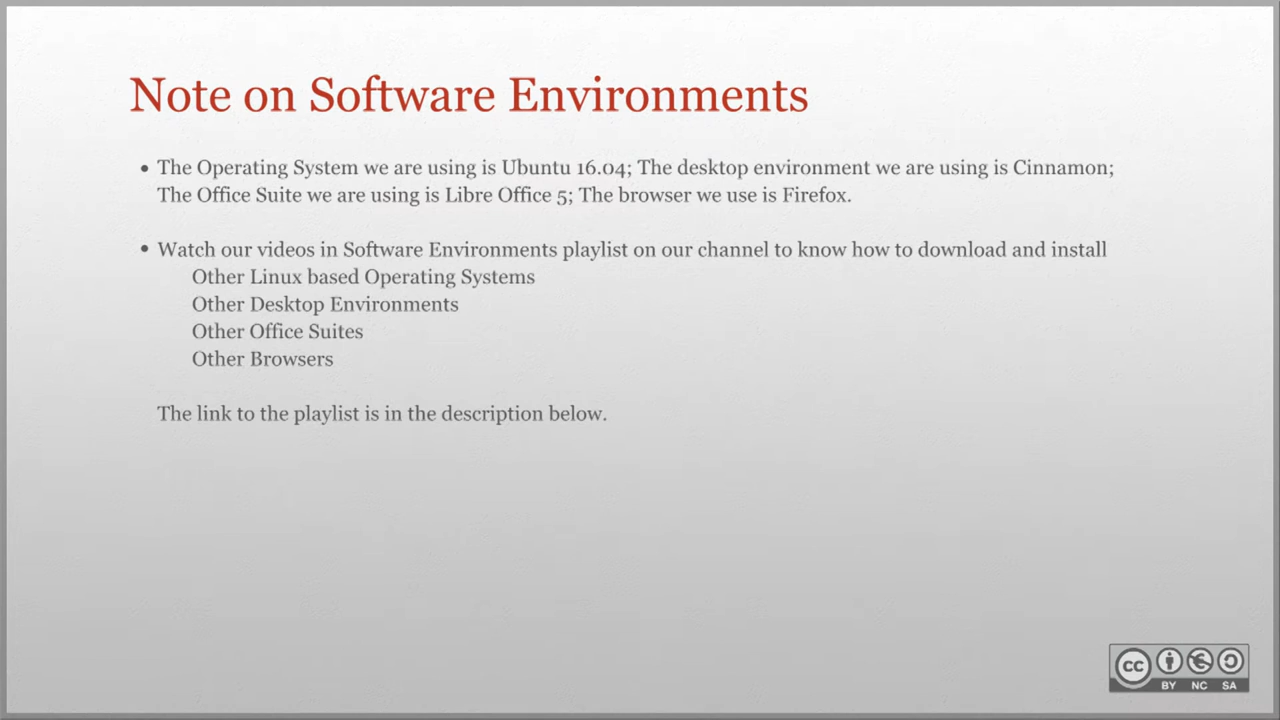 Note on Software Environments
• The Operating System we are using is Ubuntu 16.04; The desktop environment we are using is Cinnamon;
The Office Suite we are using is Libre Office 5; The browser we use is Firefox.
• Watch our videos in Software Environments playlist on our channel to know how to download and install
Other Linux based Operating Systems
Other Desktop Environments
Other Office Suites
Other Browsers
The link to the playlist is in the description below.
cc
BY NC SA